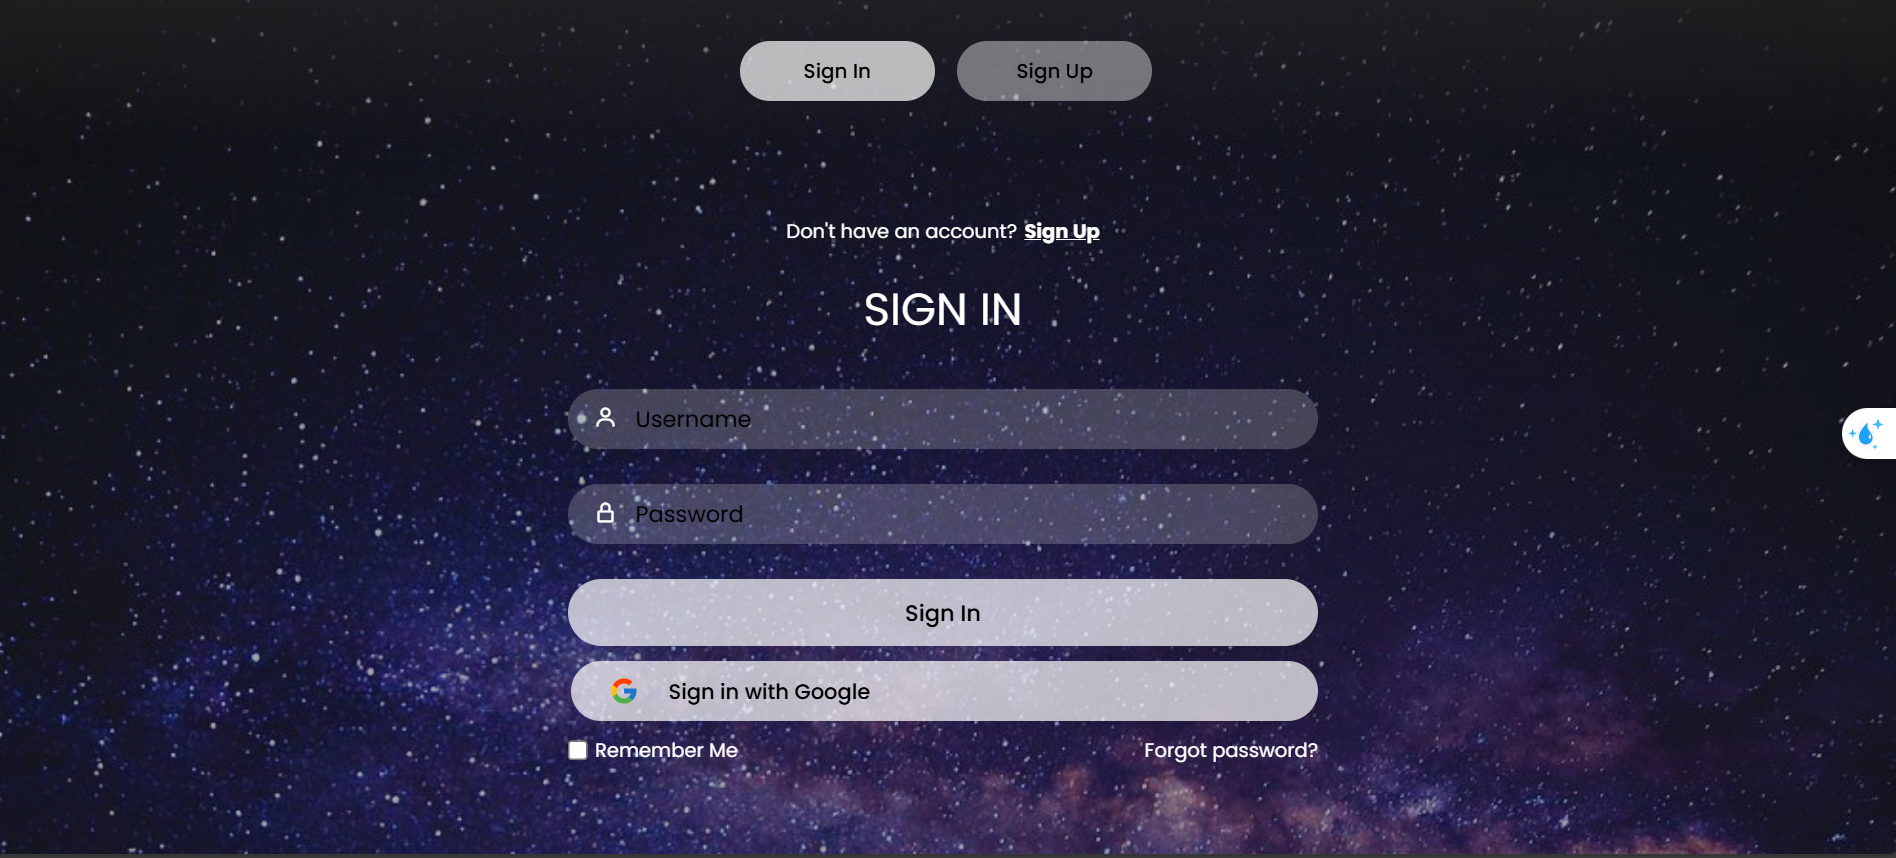 Sign In
Sign Up
Don't have an account? Sign Up
SIGN IN
Username
Password
Sign In
Sign in with Google
Remember Me
Forgot password?